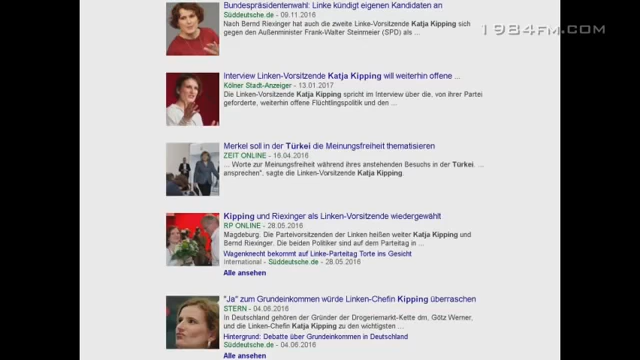 Bundespräsidentenwahl: Linke kündigt eigenen Kandidaten an
Süddeutsche.de - 09.11.2016
Nach Bernd Riexinger hat auch die zweite Linke-Vorsitzende Katja Kipping sich
gegen den Außenminister Frank-Walter Steinmeier (SPD) als ...
1984FM.COM
Interview Linken-Vorsitzende Katja Kipping will weiterhin offene ...
Kölner Stadt-Anzeiger - 13.01.2017
Die Linken-Vorsitzende Katja Kipping spricht im Interview über die, von ihrer Partei
geforderte, weiterhin offene Flüchtlingspolitik und den ...
Merkel soll in der Türkei die Meinungsfreiheit thematisieren
ZEIT ONLINE - 16.04.2016
... Worte zur Meinungsfreiheit während ihres anstehenden Besuchs in der Türkei. ...
ansprechen", sagte die Linken-Vorsitzende Katja Kipping.
Kipping und Riexinger als Linken-Vorsitzende wiedergewählt
RP ONLINE - 28.05.2016
Magdeburg. Die Parteivorsitzenden der Linken heißen weiter Katja Kipping und
Bernd Riexinger. Die beiden Politiker sind auf dem Parteitag in ...
Wagenknecht bekommt auf Linke-Parteitag Torte ins Gesicht
International - Süddeutsche.de - 28.05.2016
Alle ansehen
"Ja" zum Grundeinkommen würde Linken-Chefin Kipping überraschen
STERN - 04.06.2016
In Deutschland gehören der Gründer der Drogeriemarkt-Kette dm, Götz Werner,
und die Linken-Chefin Katja Kipping zu den wichtigsten ...
Hintergrund: Debatte über Grundeinkommen in Deutschland
Süddeutsche.de - 04.06.2016
Alle ansehen